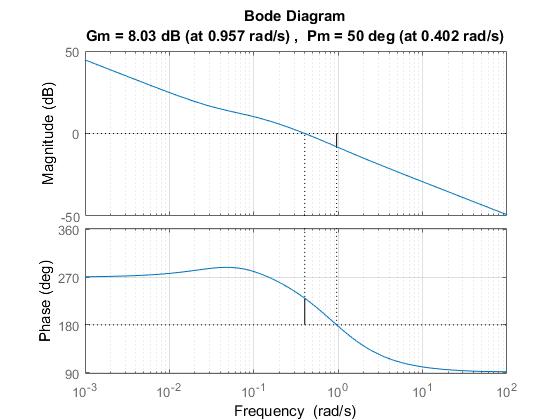 Bode Diagram
Gm = 8.03 dB (at 0.957 rad/s) , Pm = 50 deg (at 0.402 rad/s)
50
0
-50
Magnitude (dB)
360
270
180
90
Phase (deg)
10^-3 10^-2 10^-1 10^0 10^1 10^2
Frequency (rad/s)